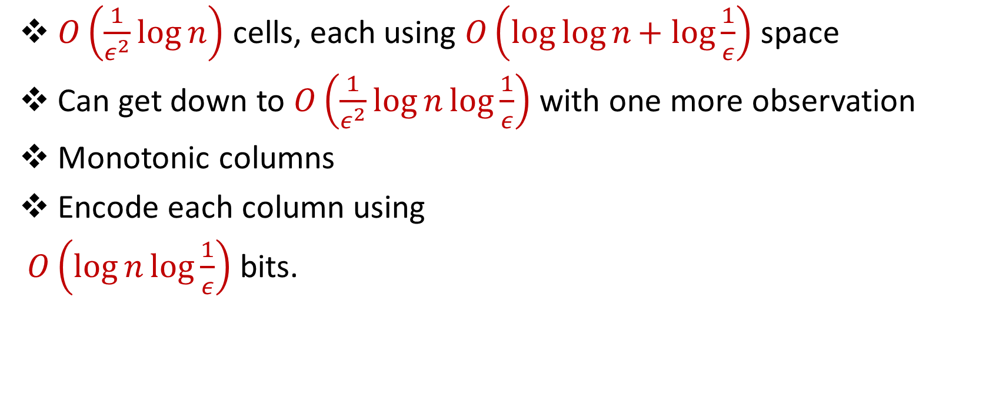 ❖ $O\left(\frac{1}{\epsilon^2} \log n\right)$ cells, each using $O\left(\log \log n + \log \frac{1}{\epsilon}\right)$ space
❖ Can get down to $O\left(\frac{1}{\epsilon^2} \log n \log \frac{1}{\epsilon}\right)$ with one more observation
❖ Monotonic columns
❖ Encode each column using
$O\left(\log n \log \frac{1}{\epsilon}\right)$ bits.